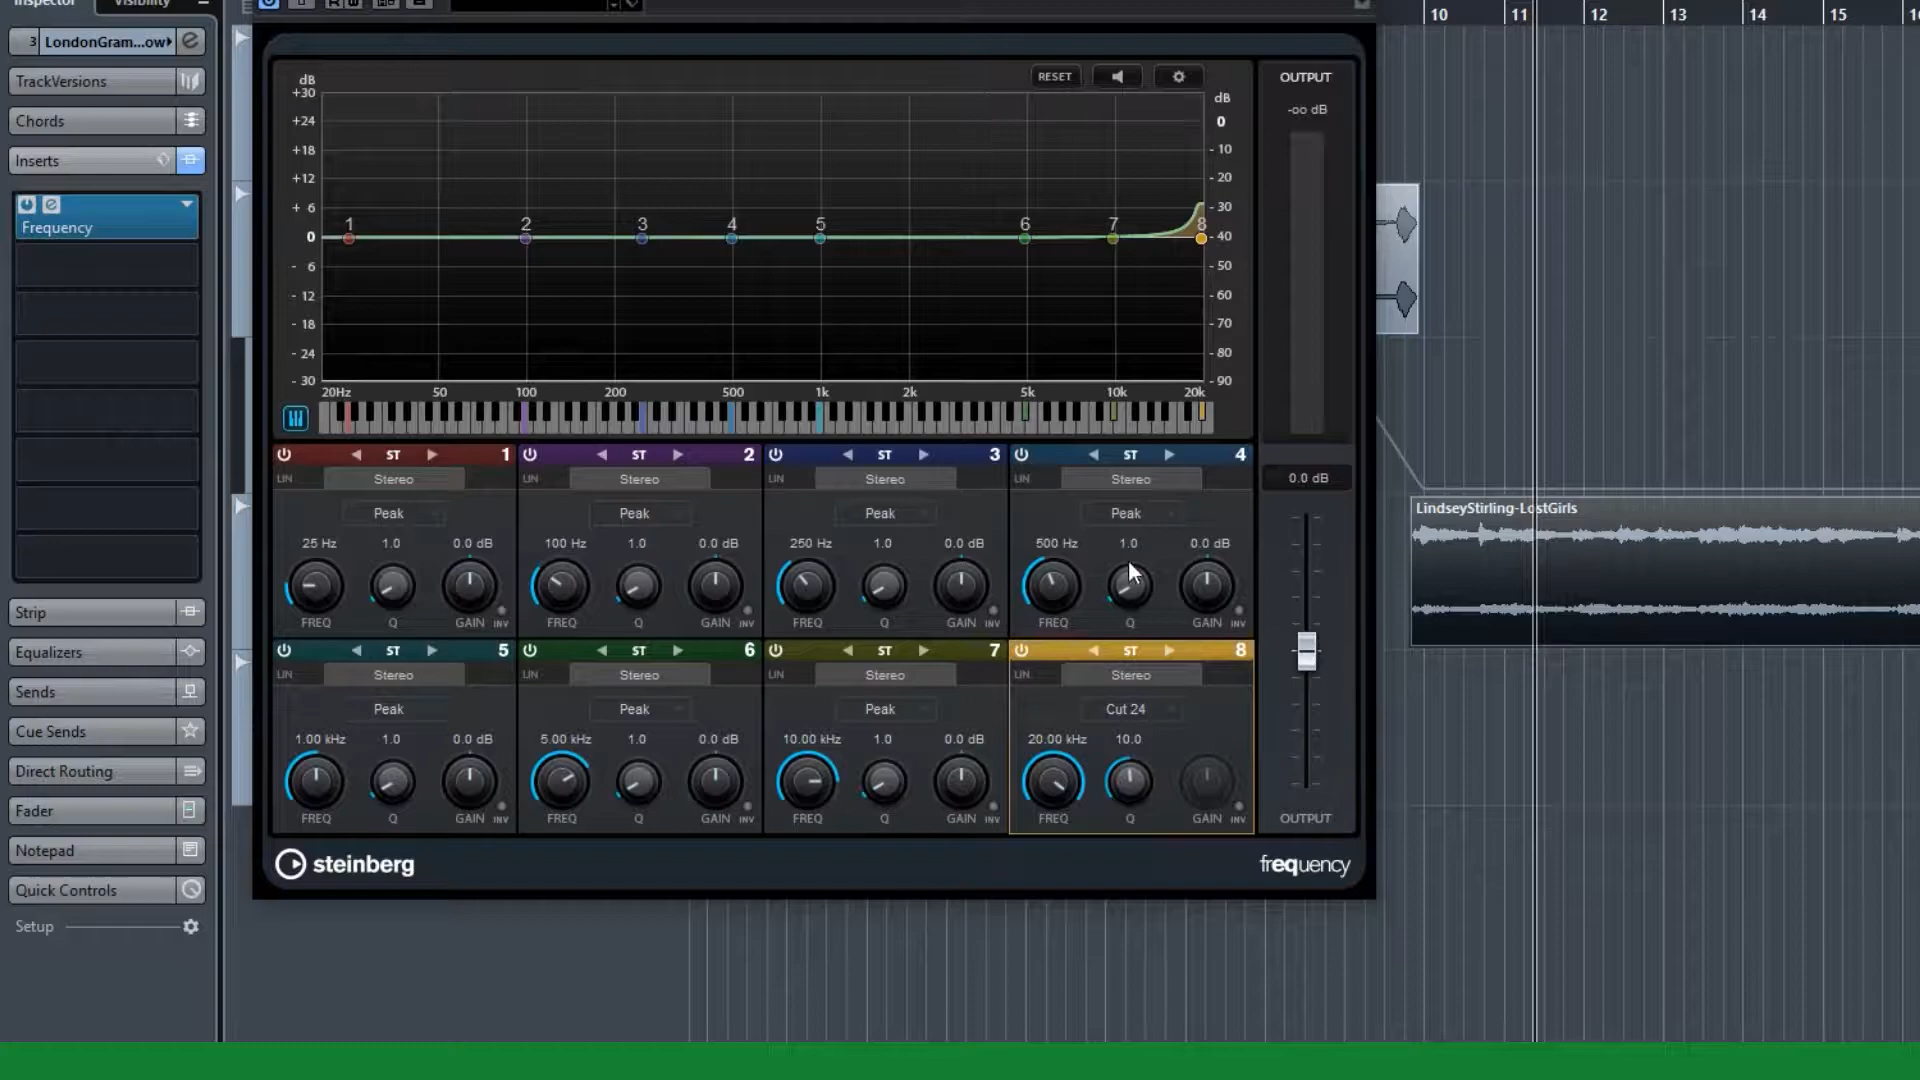 Inspector Visibility
3 LondonGram...ow
TrackVersions
Chords
Inserts
Frequency
Strip
Equalizers
Sends
Cue Sends
Direct Routing
Fader
Notepad
Quick Controls
Setup
10 11 12 13 14 15
RESET
OUTPUT
-oo dB
dB
+30
+24
+18
+12
+ 6
0
- 6
- 12
- 18
- 24
- 30
1 2 3 4 5 6 7 8
dB
0
- 10
- 20
- 30
- 40
- 50
- 60
- 70
- 80
- 90
20Hz 50 100 200 500 1k 2k 5k 10k 20k
ST 1 ST 2 ST 3 ST 4
LIN Stereo LIN Stereo LIN Stereo LIN Stereo
0.0 dB
Peak Peak Peak Peak
25 Hz 1.0 0.0 dB 100 Hz 1.0 0.0 dB 250 Hz 1.0 0.0 dB 500 Hz 1.0 0.0 dB
FREQ Q GAIN INV FREQ Q GAIN INV FREQ Q GAIN INV FREQ Q GAIN INV
ST 5 ST 6 ST 7 ST 8
LIN Stereo LIN Stereo LIN Stereo LIN Stereo
Peak Peak Peak Cut 24
1.00 kHz 1.0 0.0 dB 5.00 kHz 1.0 0.0 dB 10.00 kHz 1.0 0.0 dB 20.00 kHz 10.0
FREQ Q GAIN INV FREQ Q GAIN INV FREQ Q GAIN INV FREQ Q GAIN INV
OUTPUT
steinberg
frequency
LindseyStirling-LostGirls